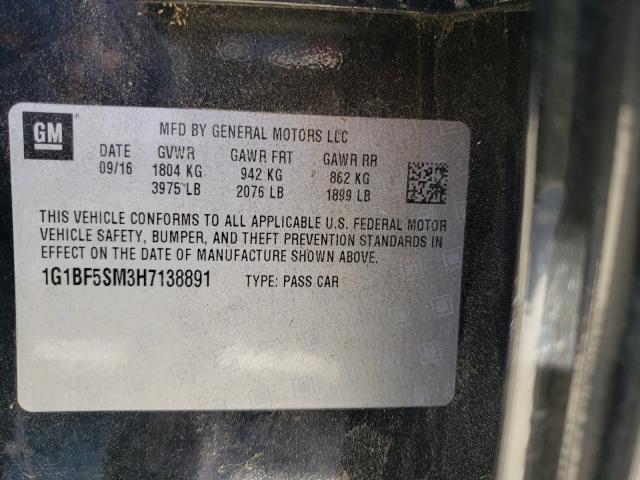 GM
MFD BY GENERAL MOTORS LLC
DATE GVWR GAWR FRT GAWR RR
09/16 1804 KG 942 KG 862 KG
3975 LB 2076 LB 1899 LB
THIS VEHICLE CONFORMS TO ALL APPLICABLE U.S. FEDERAL MOTOR
VEHICLE SAFETY, BUMPER, AND THEFT PREVENTION STANDARDS IN
EFFECT ON THE DATE OF MANUFACTURE SHOWN ABOVE.
1G1BF5SM3H7138891 TYPE: PASS CAR